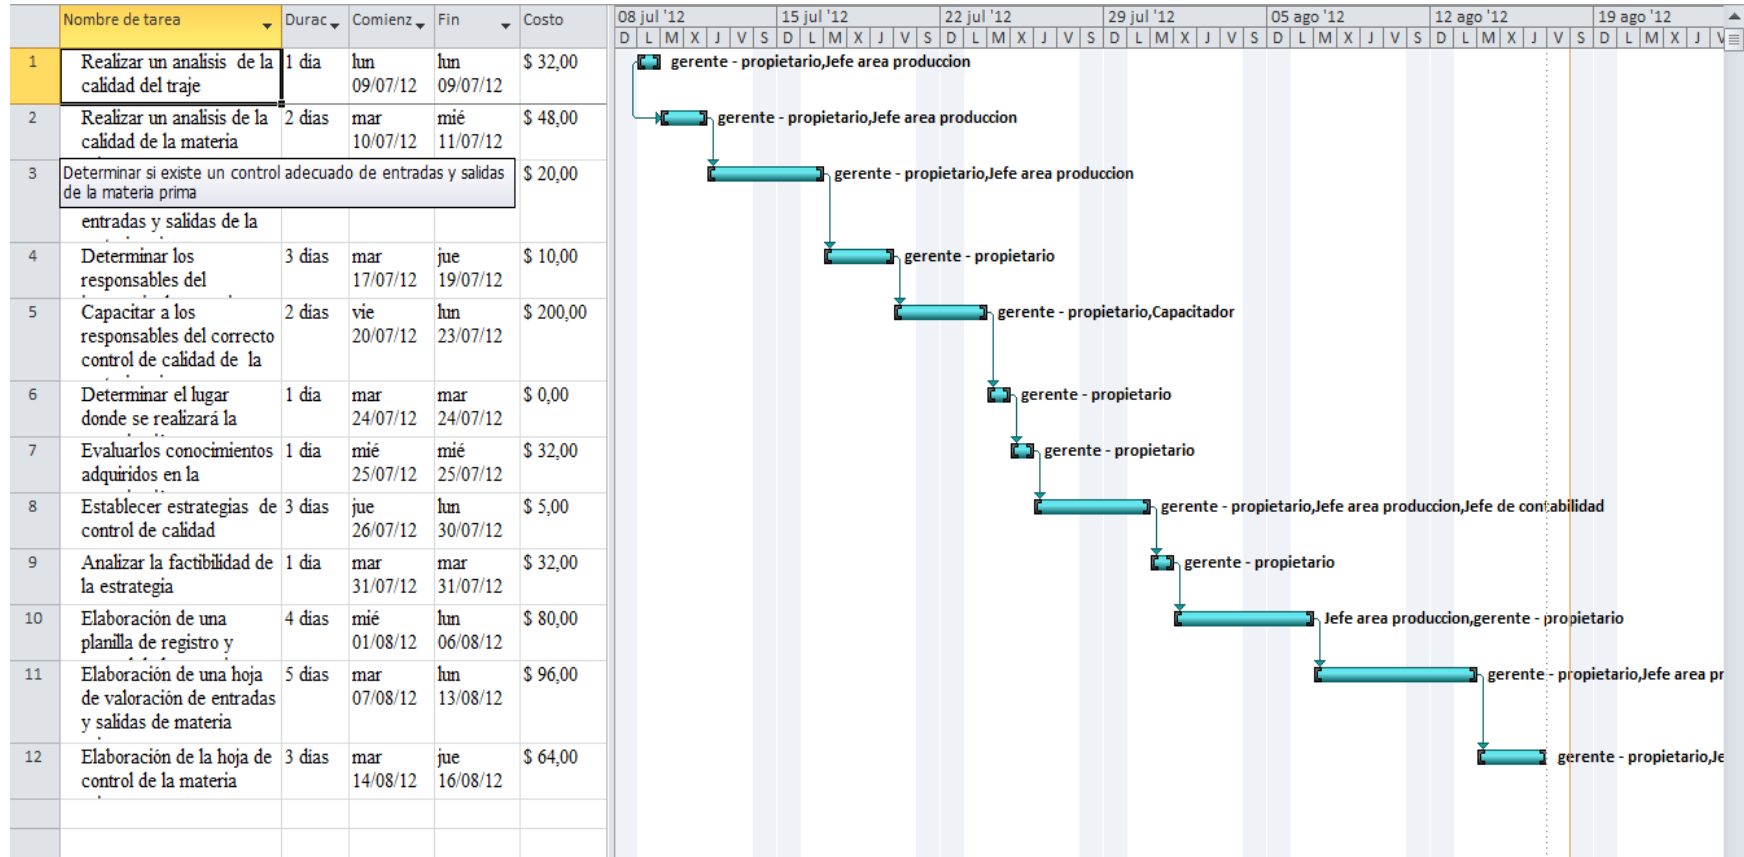 Nombre de tarea Durac Comienz Fin Costo
08 jul '12 15 jul '12 22 jul '12 29 jul '12 05 ago '12 12 ago '12 19 ago '12
D L M X J V S D L M X J V S D L M X J V S D L M X J V S D L M X J V S D L M X J V S D L M X J V
1 Realizar un analisis de la 1 dia lun lun $ 32,00
calidad del traje 09/07/12 09/07/12
gerente - propietario,Jefe area produccion
2 Realizar un analisis de la 2 dias mar mié $ 48,00
calidad de la materia 10/07/12 11/07/12
gerente - propietario,Jefe area produccion
3 Determinar si existe un control adecuado de entradas y salidas $ 20,00
de la materia prima
entradas y salidas de la
gerente - propietario,Jefe area produccion
4 Determinar los 3 dias mar jue $ 10,00
responsables del 17/07/12 19/07/12
gerente - propietario
5 Capacitar a los 2 dias vie lun $ 200,00
responsables del correcto 20/07/12 23/07/12
control de calidad de la
gerente - propietario,Capacitador
6 Determinar el lugar 1 dia mar mar $ 0,00
donde se realizará la 24/07/12 24/07/12
gerente - propietario
7 Evaluarlos conocimientos 1 dia mié mié $ 32,00
adquiridos en la 25/07/12 25/07/12
gerente - propietario
8 Establecer estrategias de 3 dias jue lun $ 5,00
control de calidad 26/07/12 30/07/12
gerente - propietario,Jefe area produccion,Jefe de contabilidad
9 Analizar la factibilidad de 1 dia mar mar $ 32,00
la estrategia 31/07/12 31/07/12
gerente - propietario
10 Elaboración de una 4 dias mié lun $ 80,00
planilla de registro y 01/08/12 06/08/12
Jefe area produccion,gerente - propietario
11 Elaboración de una hoja 5 dias mar lun $ 96,00
de valoración de entradas 07/08/12 13/08/12
y salidas de materia
gerente - propietario,Jefe area pr
12 Elaboración de la hoja de 3 dias mar jue $ 64,00
control de la materia 14/08/12 16/08/12
gerente - propietario,Je